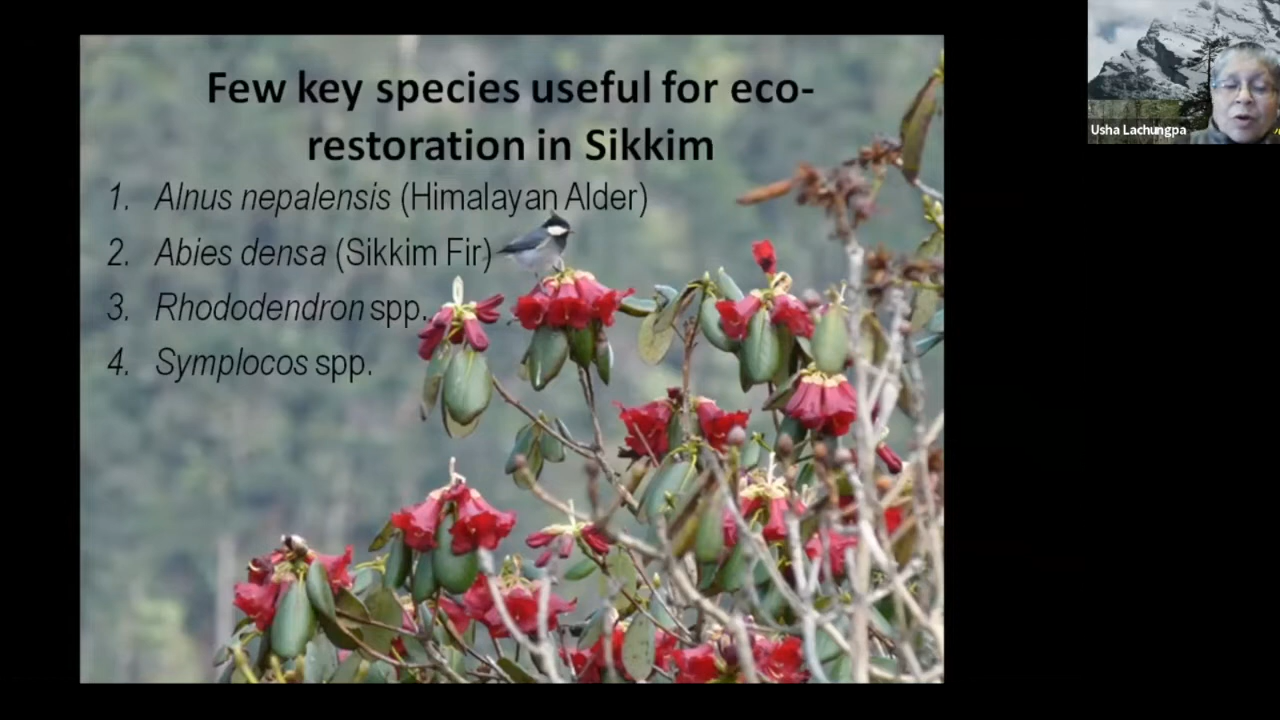 Few key species useful for eco-
restoration in Sikkim
1. Alnus nepalensis (Himalayan Alder)
2. Abies densa (Sikkim Fir)
3. Rhododendron spp.
4. Symplocos spp.
Usha Lachungpa